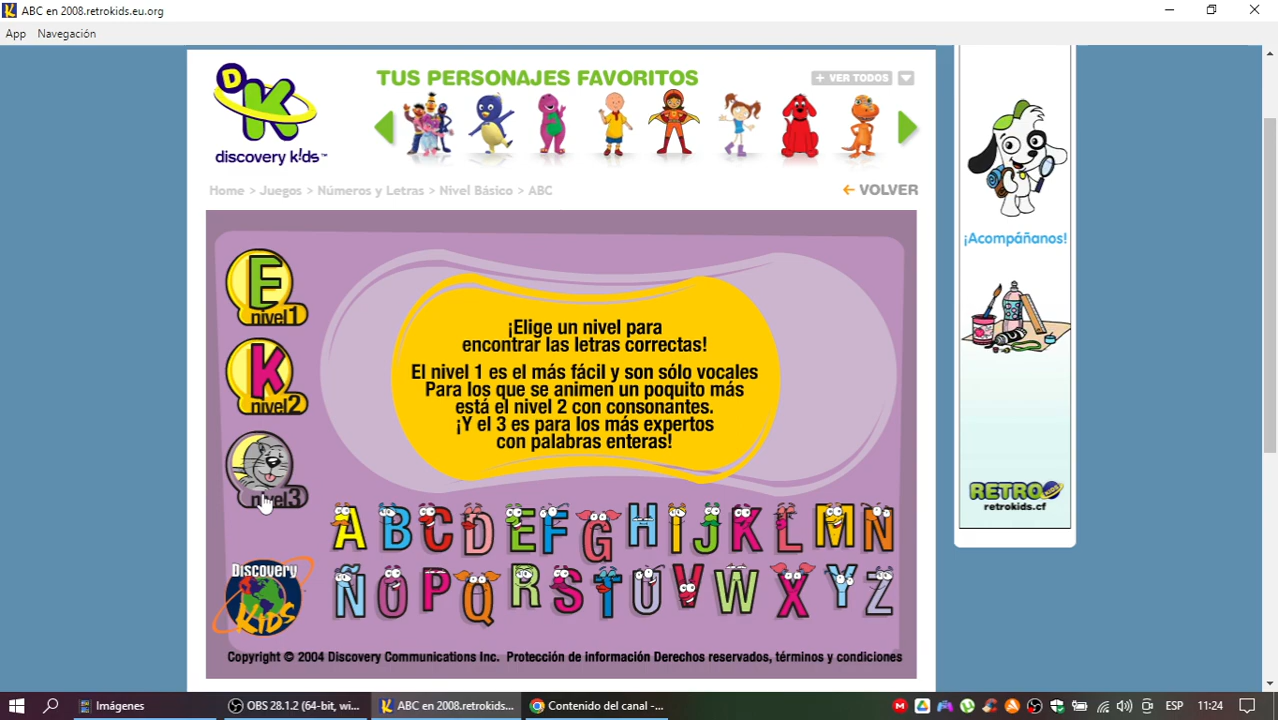 ABC en 2008.retrokids.eu.org
App Navegación
D
K
discovery k!ds™
TUS PERSONAJES FAVORITOS
+ VER TODOS
Home > Juegos > Números y Letras > Nivel Básico > ABC
← VOLVER
E
nivel1
K
nivel2
nivel3
¡Elige un nivel para
encontrar las letras correctas!
El nivel 1 es el más fácil y son sólo vocales
Para los que se animen un poquito más
está el nivel 2 con consonantes.
¡Y el 3 es para los más expertos
con palabras enteras!
A B C D E F G H I J K L M N
Ñ O P Q R S T U V W X Y Z
Discovery
KIDS
Copyright © 2004 Discovery Communications Inc. Protección de información Derechos reservados, términos y condiciones
¡Acompáñanos!
RETRO
retrokids.cf
Imágenes
OBS 28.1.2 (64-bit, wi...
ABC en 2008.retrokids...
Contenido del canal -...
ESP
11:24